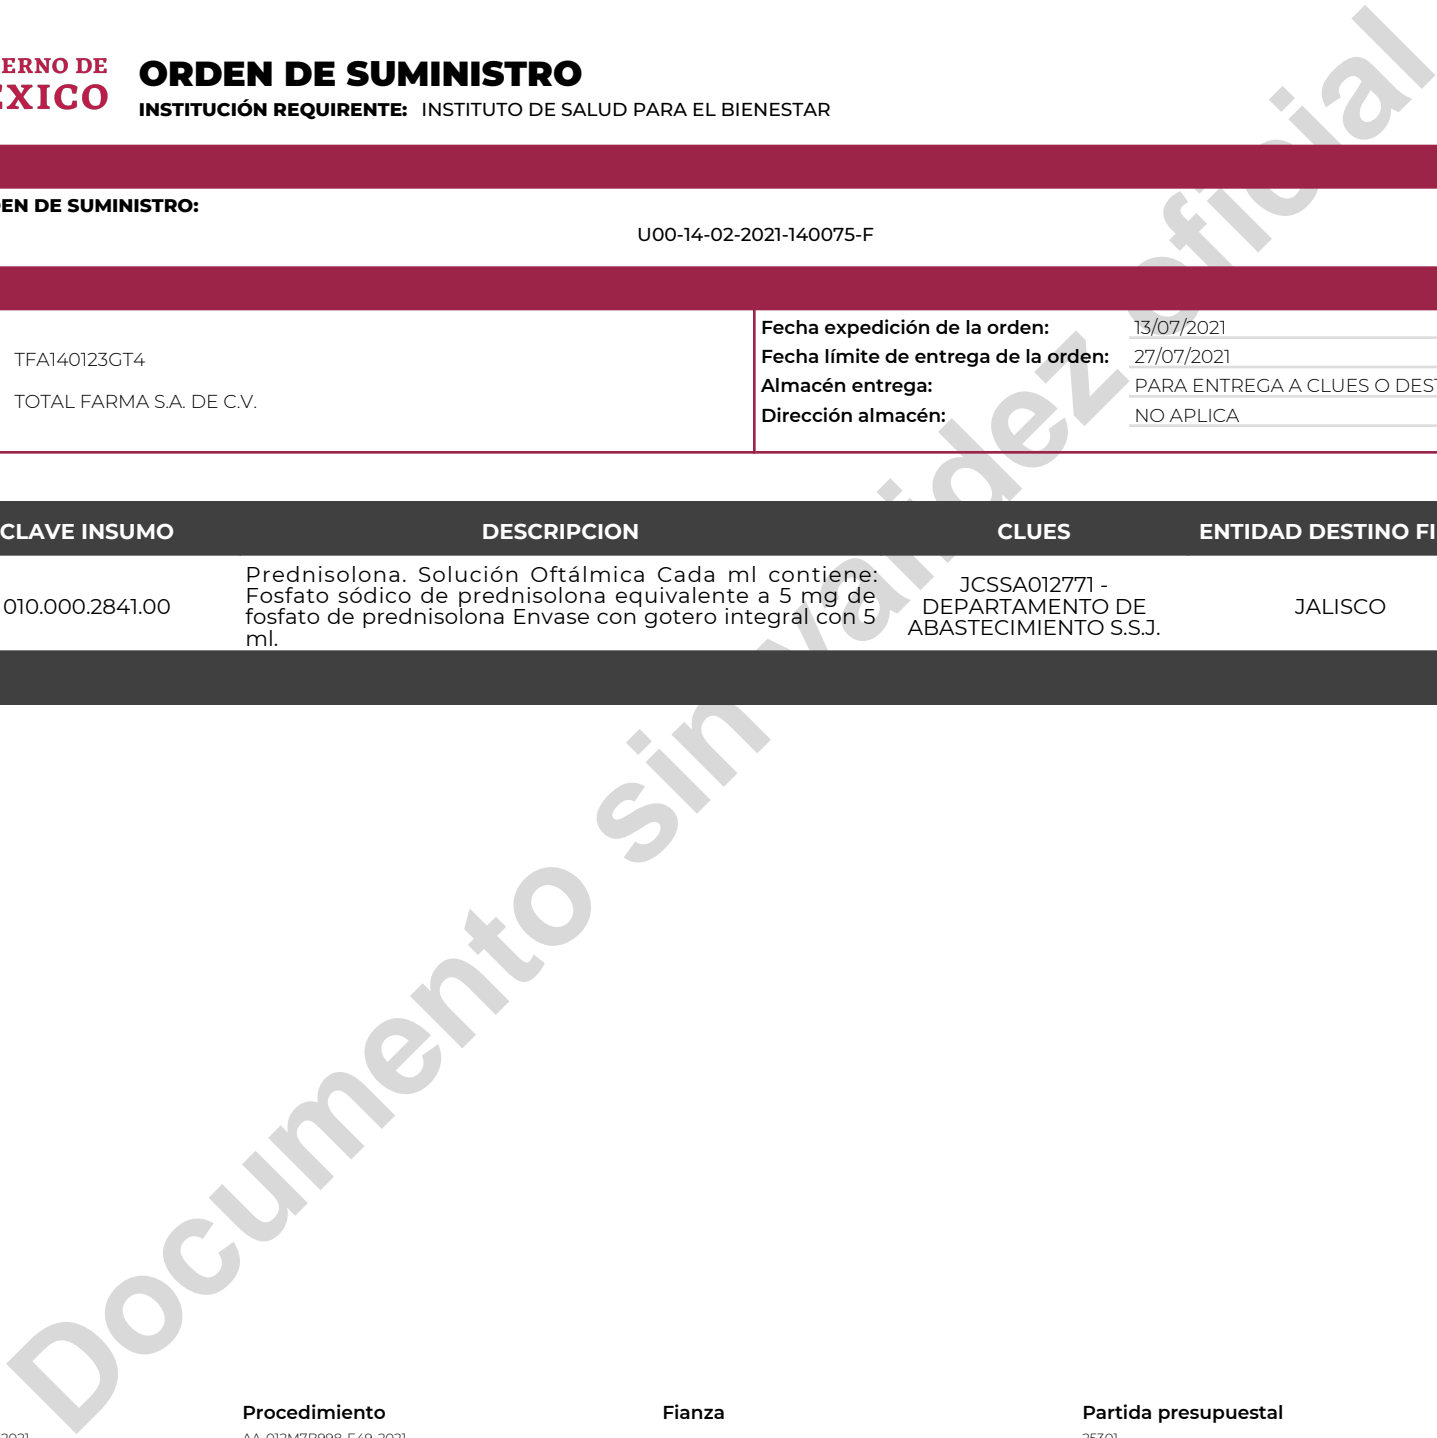 ERNO DE
EXICO
ORDEN DE SUMINISTRO
INSTITUCIÓN REQUIRENTE: INSTITUTO DE SALUD PARA EL BIENESTAR
EN DE SUMINISTRO:
U00-14-02-2021-140075-F
TFA140123GT4
TOTAL FARMA S.A. DE C.V.
Fecha expedición de la orden: 13/07/2021
Fecha límite de entrega de la orden: 27/07/2021
Almacén entrega: PARA ENTREGA A CLUES O DEST
Dirección almacén: NO APLICA
CLAVE INSUMO DESCRIPCION CLUES ENTIDAD DESTINO FI
010.000.2841.00
Prednisolona. Solución Oftálmica Cada ml contiene:
Fosfato sódico de prednisolona equivalente a 5 mg de
fosfato de prednisolona Envase con gotero integral con 5
ml.
JCSSA012771 -
DEPARTAMENTO DE
ABASTECIMIENTO S.S.J.
JALISCO
Documento sin validez oficial
Procedimiento Fianza Partida presupuestal